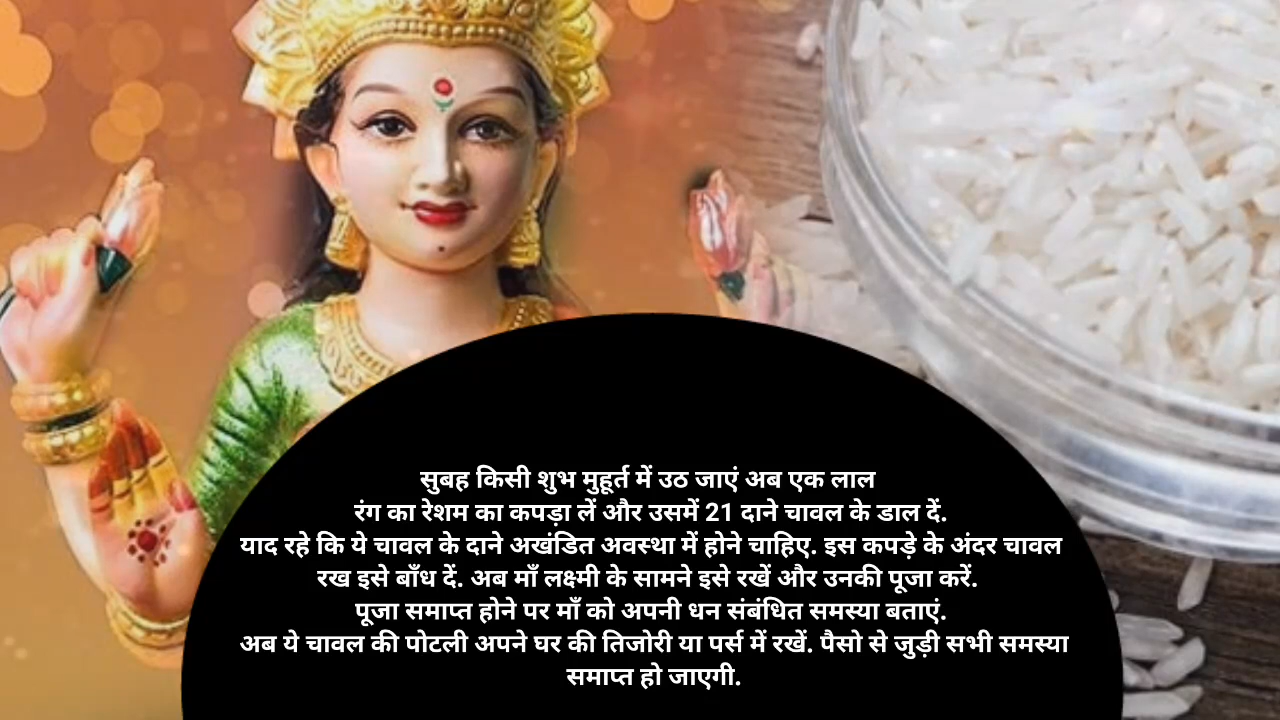 सुबह किसी शुभ मुहूर्त में उठ जाएं अब एक लाल
रंग का रेशम का कपड़ा लें और उसमें 21 दाने चावल के डाल दें.
याद रहे कि ये चावल के दाने अखंडित अवस्था में होने चाहिए. इस कपड़े के अंदर चावल
रख इसे बाँध दें. अब माँ लक्ष्मी के सामने इसे रखें और उनकी पूजा करें.
पूजा समाप्त होने पर माँ को अपनी धन संबंधित समस्या बताएं.
अब ये चावल की पोटली अपने घर की तिजोरी या पर्स में रखें. पैसो से जुड़ी सभी समस्या
समाप्त हो जाएगी.